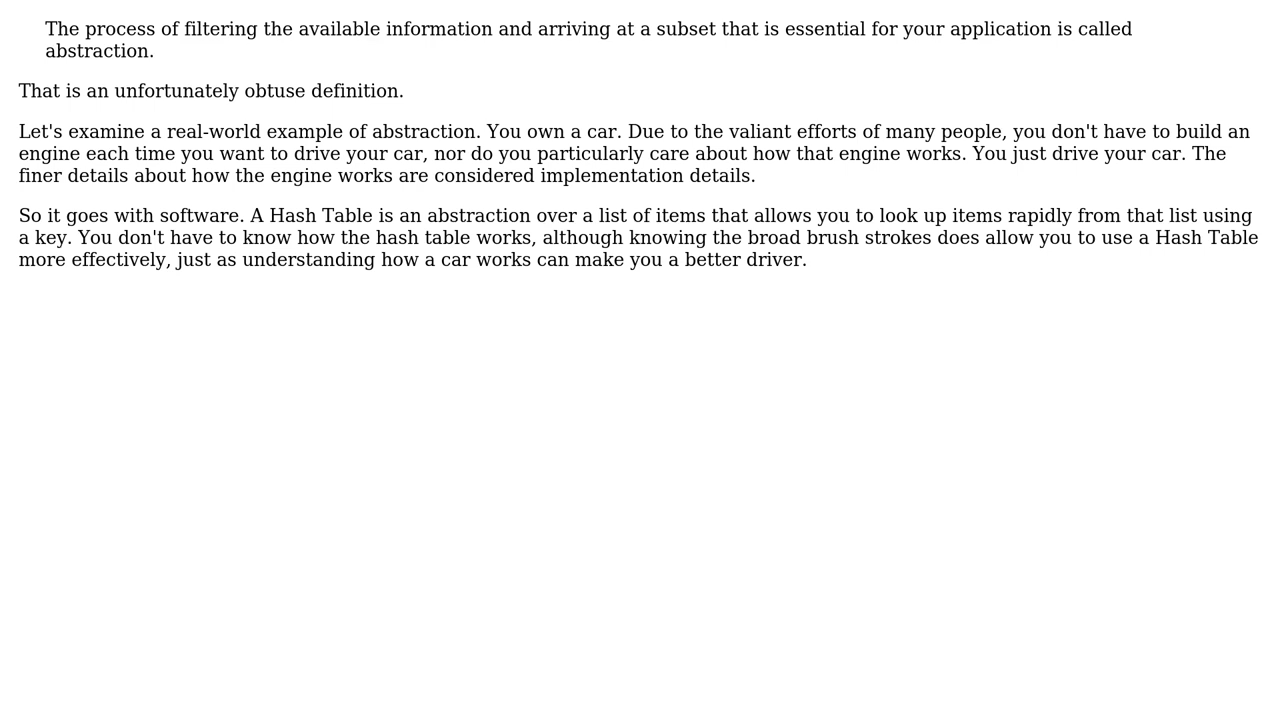 The process of filtering the available information and arriving at a subset that is essential for your application is called
abstraction.
That is an unfortunately obtuse definition.
Let's examine a real-world example of abstraction. You own a car. Due to the valiant efforts of many people, you don't have to build an
engine each time you want to drive your car, nor do you particularly care about how that engine works. You just drive your car. The
finer details about how the engine works are considered implementation details.
So it goes with software. A Hash Table is an abstraction over a list of items that allows you to look up items rapidly from that list using
a key. You don't have to know how the hash table works, although knowing the broad brush strokes does allow you to use a Hash Table
more effectively, just as understanding how a car works can make you a better driver.